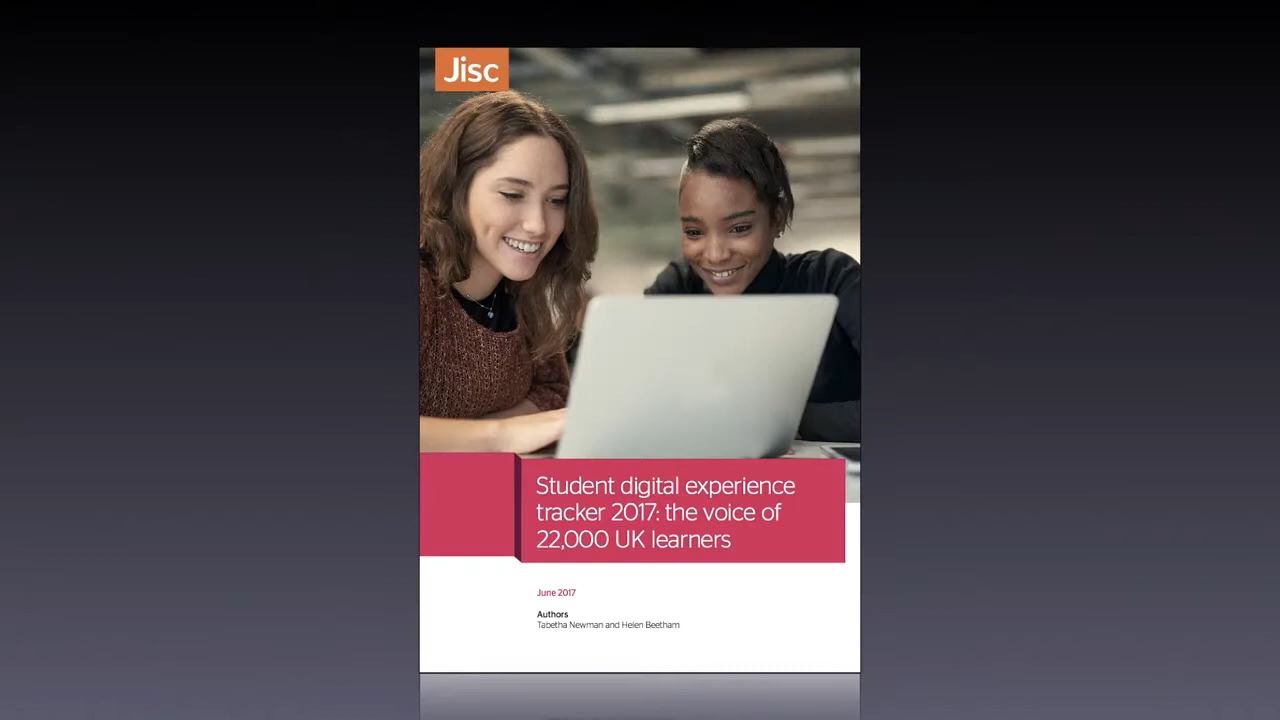 Jisc
Student digital experience
tracker 2017: the voice of
22,000 UK learners
June 2017
Authors
Tabetha Newman and Helen Beetham